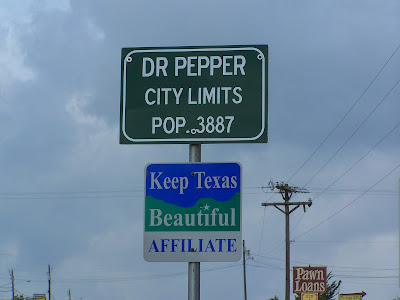 DR PEPPER
CITY LIMITS
POP. 3887
Keep Texas
Beautiful
AFFILIATE
Pawn
Loans